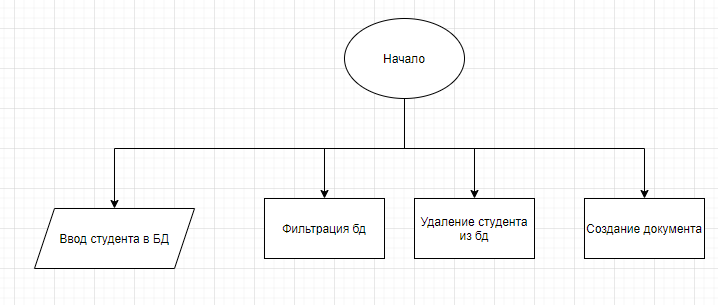 Начало
Ввод студента в БД
Фильтрация бд
Удаление студента
из бд
Создание документа